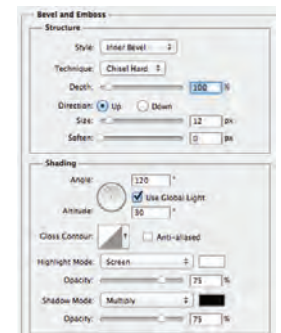 Bevel and Emboss
Structure
Style: Inner Bevel
Technique: Chisel Hard
Depth: 100 %
Direction: Up Down
Size: 12 px
Soften: 0 px
Shading
Angle: 120 °
Use Global Light
Altitude: 30 °
Gloss Contour: Anti-aliased
Highlight Mode: Screen
Opacity: 75 %
Shadow Mode: Multiply
Opacity: 75 %